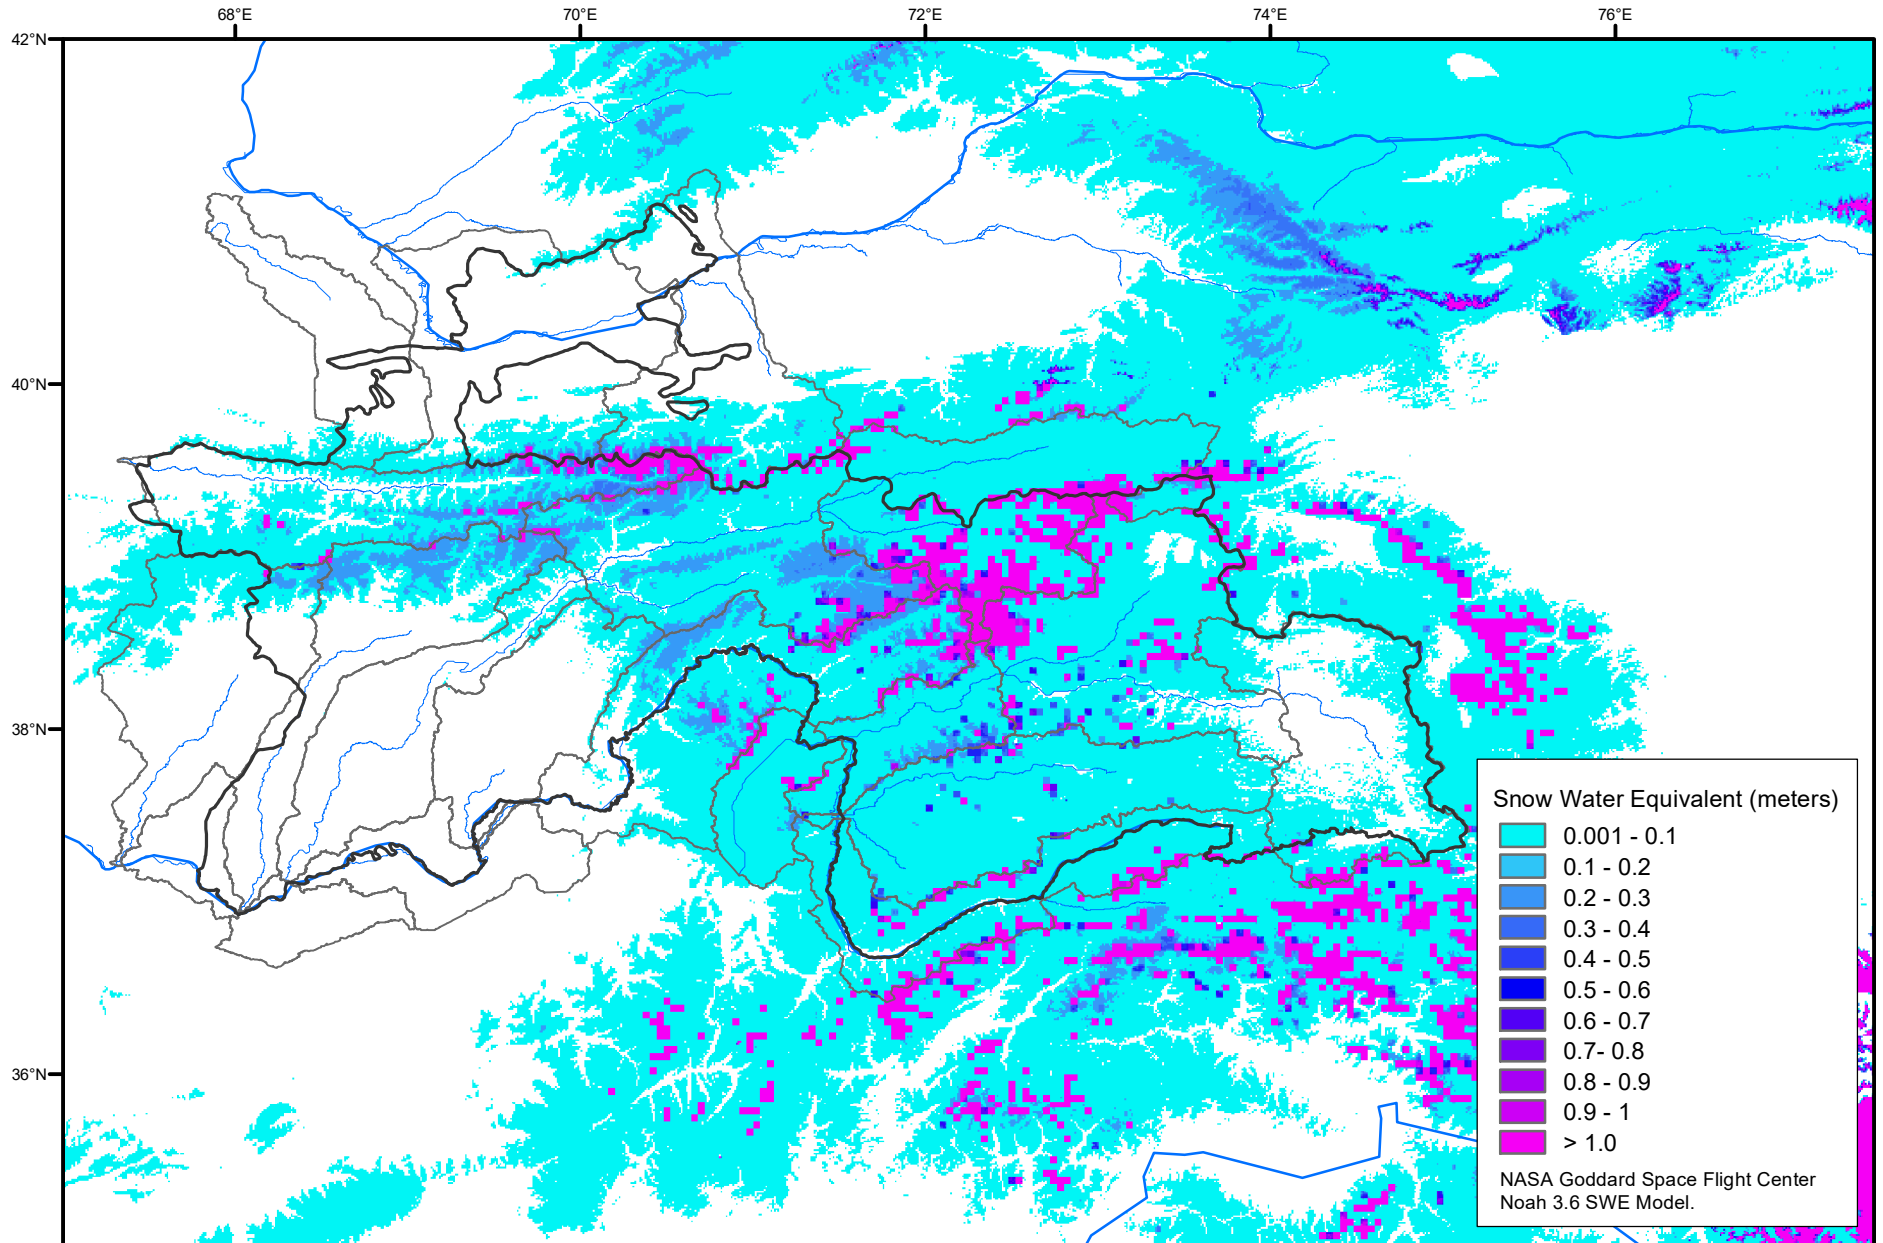 68°E 70°E 72°E 74°E 76°E
42°N
40°N
38°N
36°N
Snow Water Equivalent (meters)
0.001 - 0.1
0.1 - 0.2
0.2 - 0.3
0.3 - 0.4
0.4 - 0.5
0.5 - 0.6
0.6 - 0.7
0.7- 0.8
0.8 - 0.9
0.9 - 1
> 1.0
NASA Goddard Space Flight Center
Noah 3.6 SWE Model.